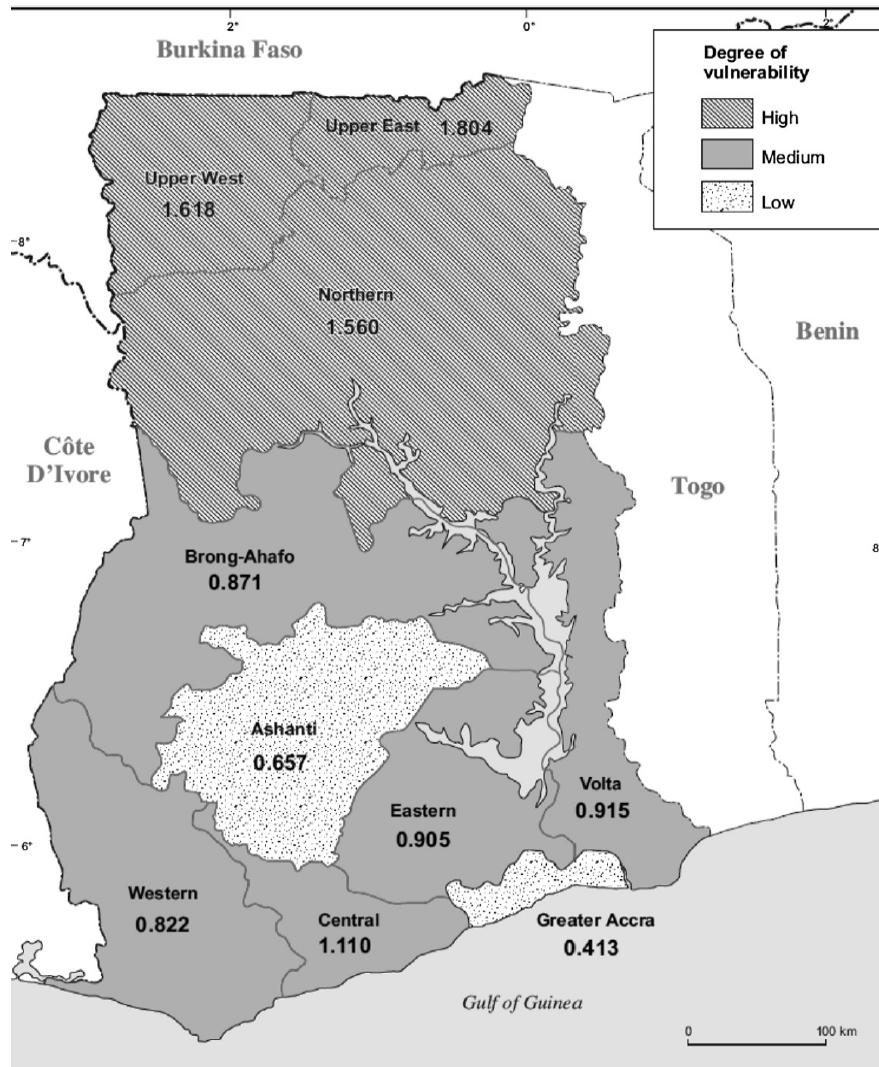 2°
0°
2°
Burkina Faso
Degree of
vulnerability
High
Medium
Low
Upper East 1.804
Upper West
1.618
8°
Northern
1.560
Benin
Côte
D'Ivore
Togo
7°
8
Brong-Ahafo
0.871
Ashanti
0.657
Volta
0.915
Eastern
0.905
6°
Western
0.822
Central
1.110
Greater Accra
0.413
Gulf of Guinea
0 100 km